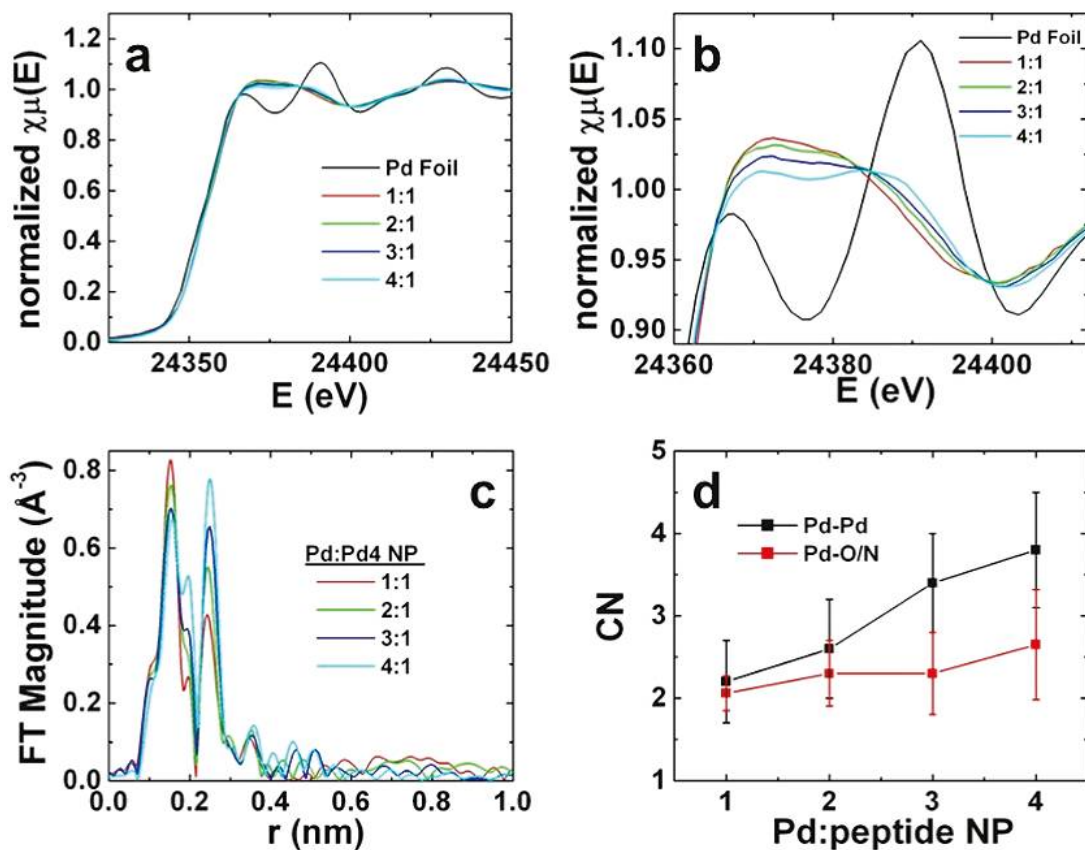 a
normalized χμ(E)
1.2
1.0
0.8
0.6
0.4
0.2
0.0
Pd Foil
1:1
2:1
3:1
4:1
24350
24400
24450
E (eV)
b
normalized χμ(E)
1.10
1.05
1.00
0.95
0.90
Pd Foil
1:1
2:1
3:1
4:1
24360
24380
24400
E (eV)
c
FT Magnitude (Å-3)
0.8
0.6
0.4
0.2
0.0
Pd:Pd4 NP
1:1
2:1
3:1
4:1
0.0
0.2
0.4
0.6
0.8
1.0
r (nm)
d
CN
5
4
3
2
1
Pd-Pd
Pd-O/N
1
2
3
4
Pd:peptide NP